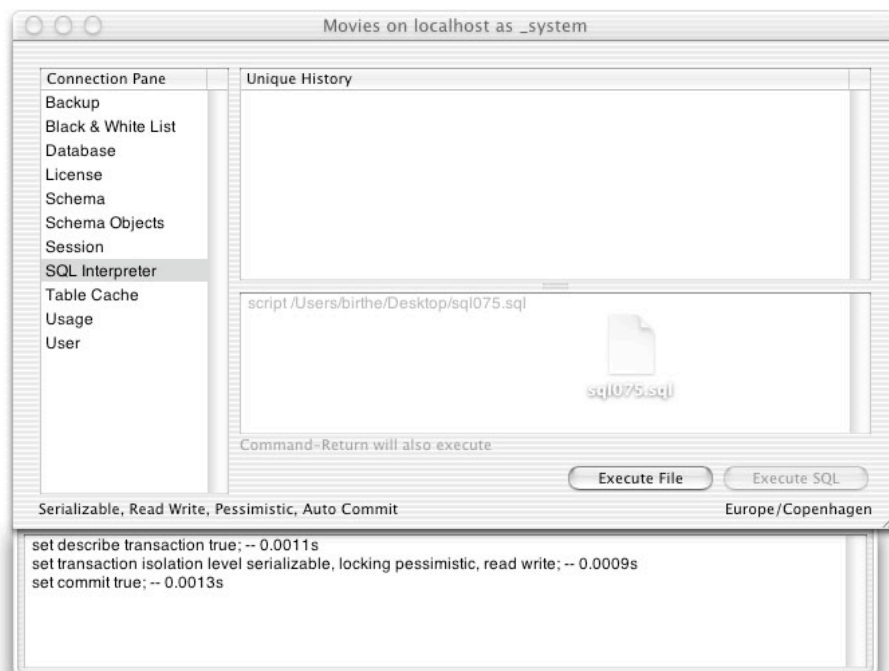 Movies on localhost as _system
Connection Pane
Backup
Black & White List
Database
License
Schema
Schema Objects
Session
SQL Interpreter
Table Cache
Usage
User
Unique History
script /Users/birthe/Desktop/sql075.sql
sql075.sql
Command-Return will also execute
Execute File
Execute SQL
Serializable, Read Write, Pessimistic, Auto Commit
Europe/Copenhagen
set describe transaction true; -- 0.0011s
set transaction isolation level serializable, locking pessimistic, read write; -- 0.0009s
set commit true; -- 0.0013s